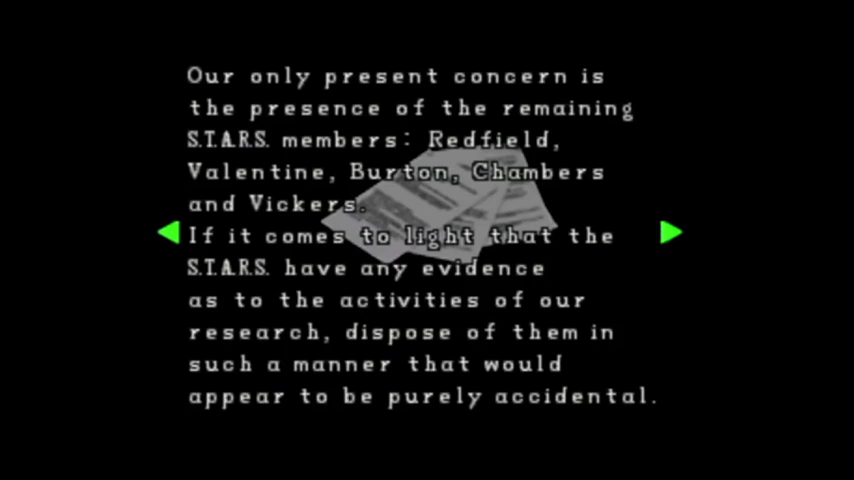 Our only present concern is
the presence of the remaining
S.T.A.R.S. members: Redfield,
Valentine, Burton, Chambers
and Vickers.
If it comes to light that the
S.T.A.R.S. have any evidence
as to the activities of our
research, dispose of them in
such a manner that would
appear to be purely accidental.